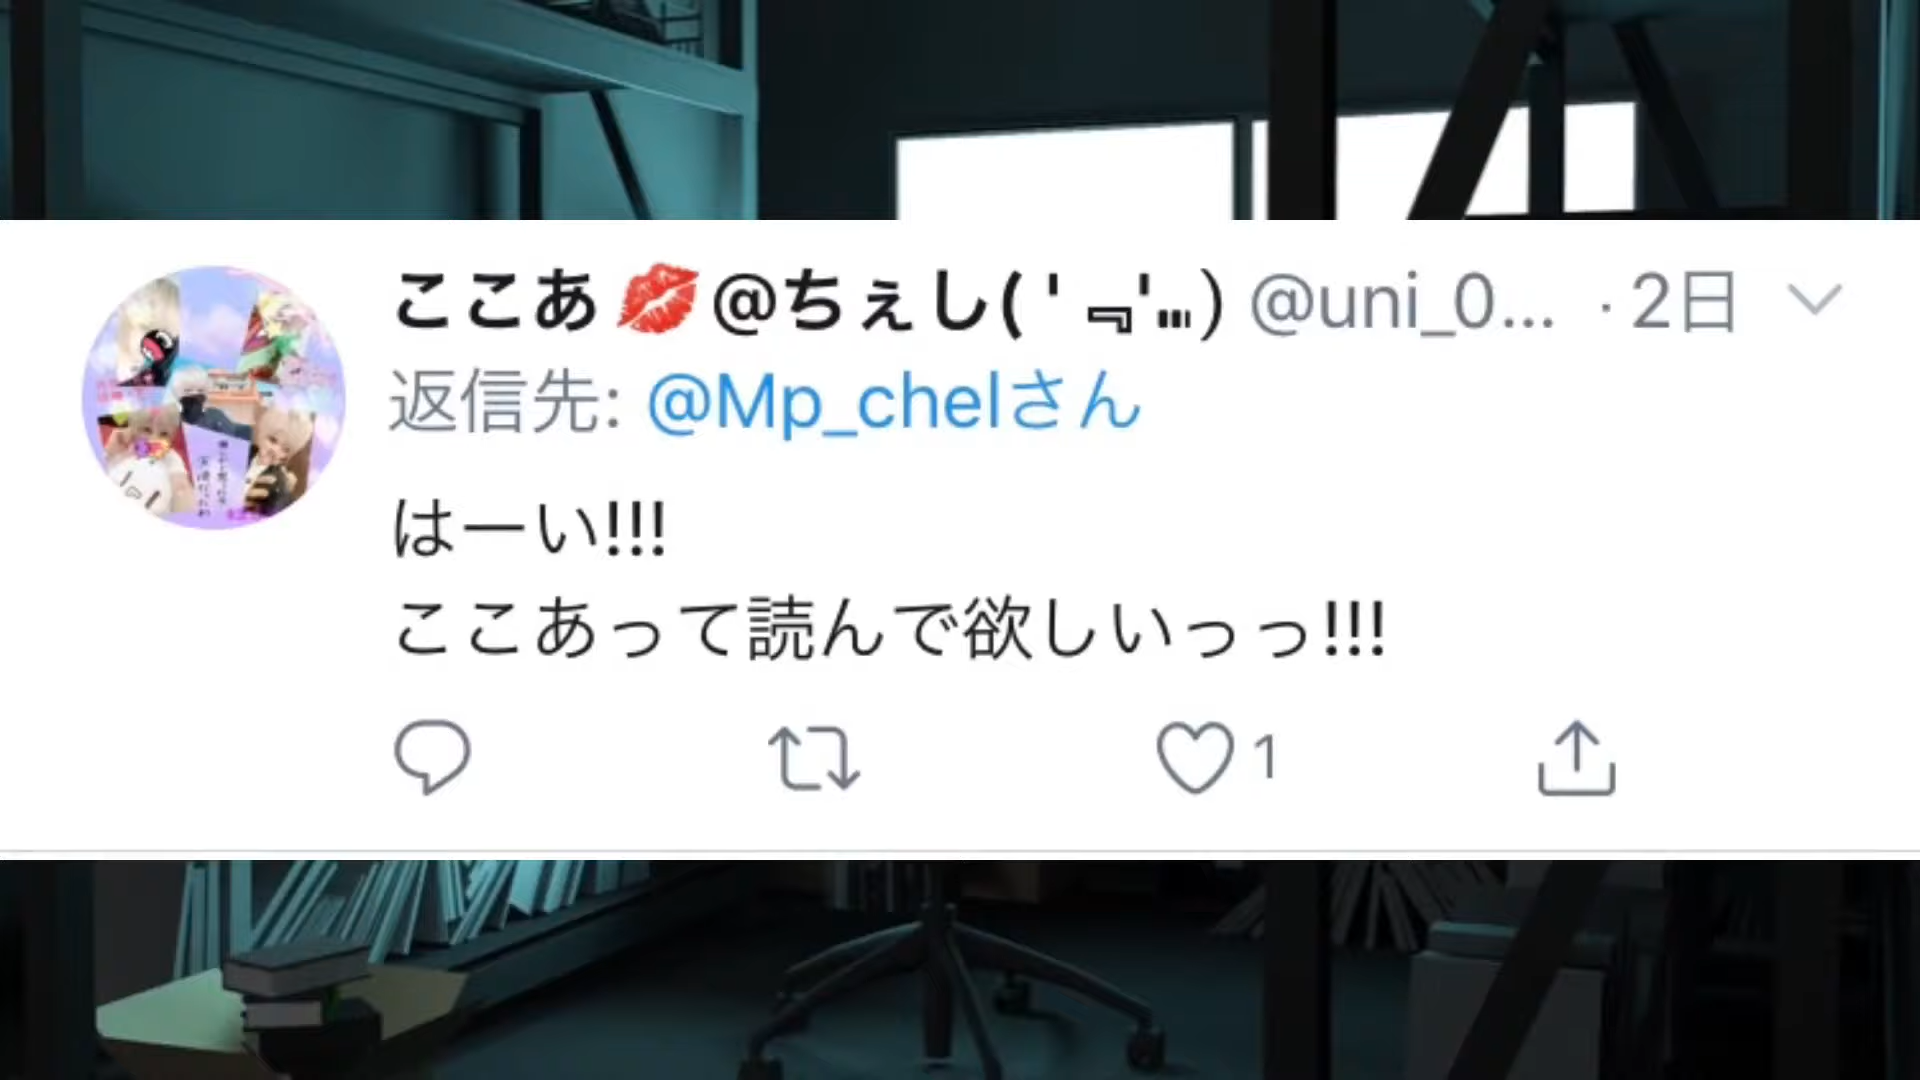 ここあ💋@ちぇし( ' ᆿ'ⵈ) @uni_0... · 2日
返信先: @Mp_chelさん
はーい!!!
ここあって読んで欲しいっっ!!!
1